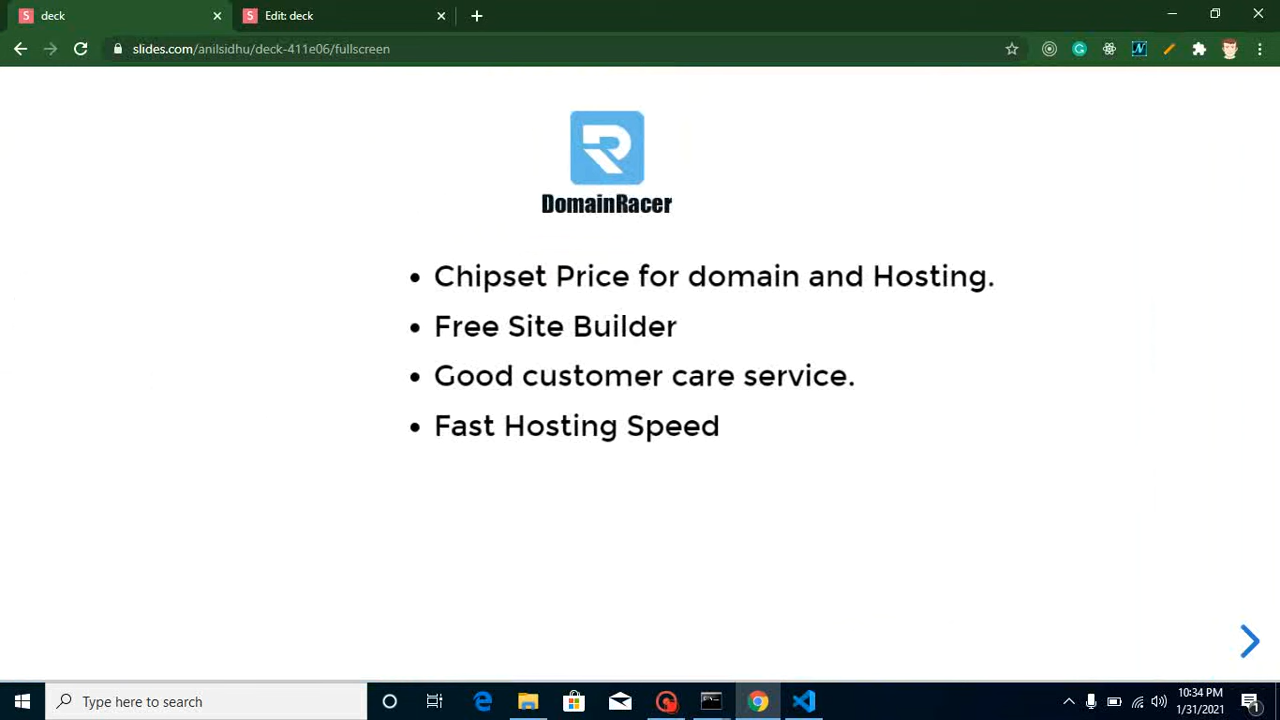 deck
Edit: deck
slides.com/anilsidhu/deck-411e06/fullscreen
DomainRacer
• Chipset Price for domain and Hosting.
• Free Site Builder
• Good customer care service.
• Fast Hosting Speed
Type here to search
10:34 PM
1/31/2021